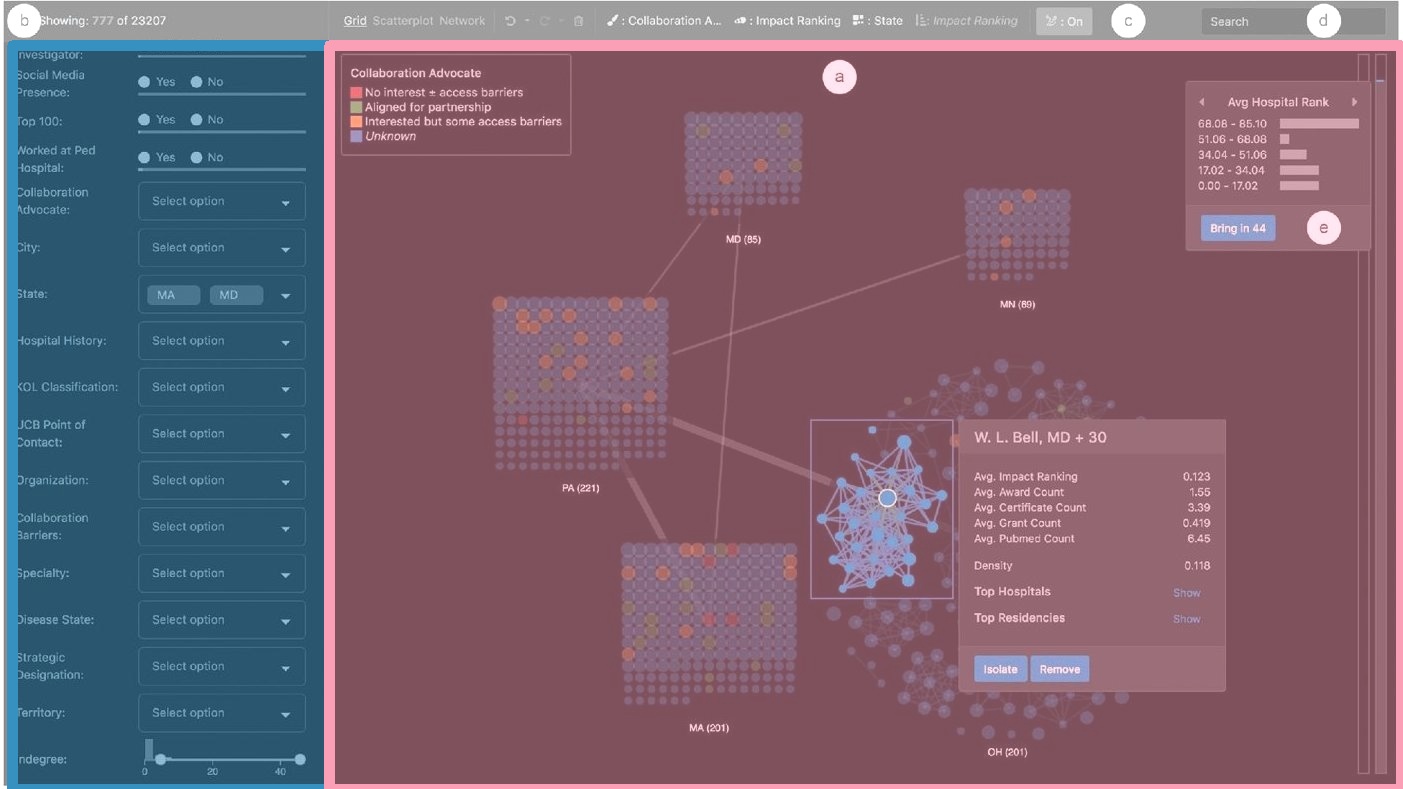 b Showing: 777 of 23207 Grid Scatterplot Network : Collaboration A... : Impact Ranking : State : Impact Ranking : On c Search d
Investigator:
Social Media Presence: Yes No
Top 100: Yes No
Worked at Ped Hospital: Yes No
Collaboration Advocate: Select option
City: Select option
State: MA MD
Hospital History: Select option
KOL Classification: Select option
UCB Point of Contact: Select option
Organization: Select option
Collaboration Barriers: Select option
Specialty: Select option
Disease State: Select option
Strategic Designation: Select option
Territory: Select option
Indegree:
0 20 40
a
Collaboration Advocate
No interest ± access barriers
Aligned for partnership
Interested but some access barriers
Unknown
MD (85)
MN (69)
PA (221)
MA (201)
OH (201)
Avg Hospital Rank
68.08 - 85.10
51.06 - 68.08
34.04 - 51.06
17.02 - 34.04
0.00 - 17.02
Bring in 44 e
W. L. Bell, MD + 30
Avg. Impact Ranking 0.123
Avg. Award Count 1.55
Avg. Certificate Count 3.39
Avg. Grant Count 0.419
Avg. Pubmed Count 6.45
Density 0.118
Top Hospitals Show
Top Residencies Show
Isolate Remove